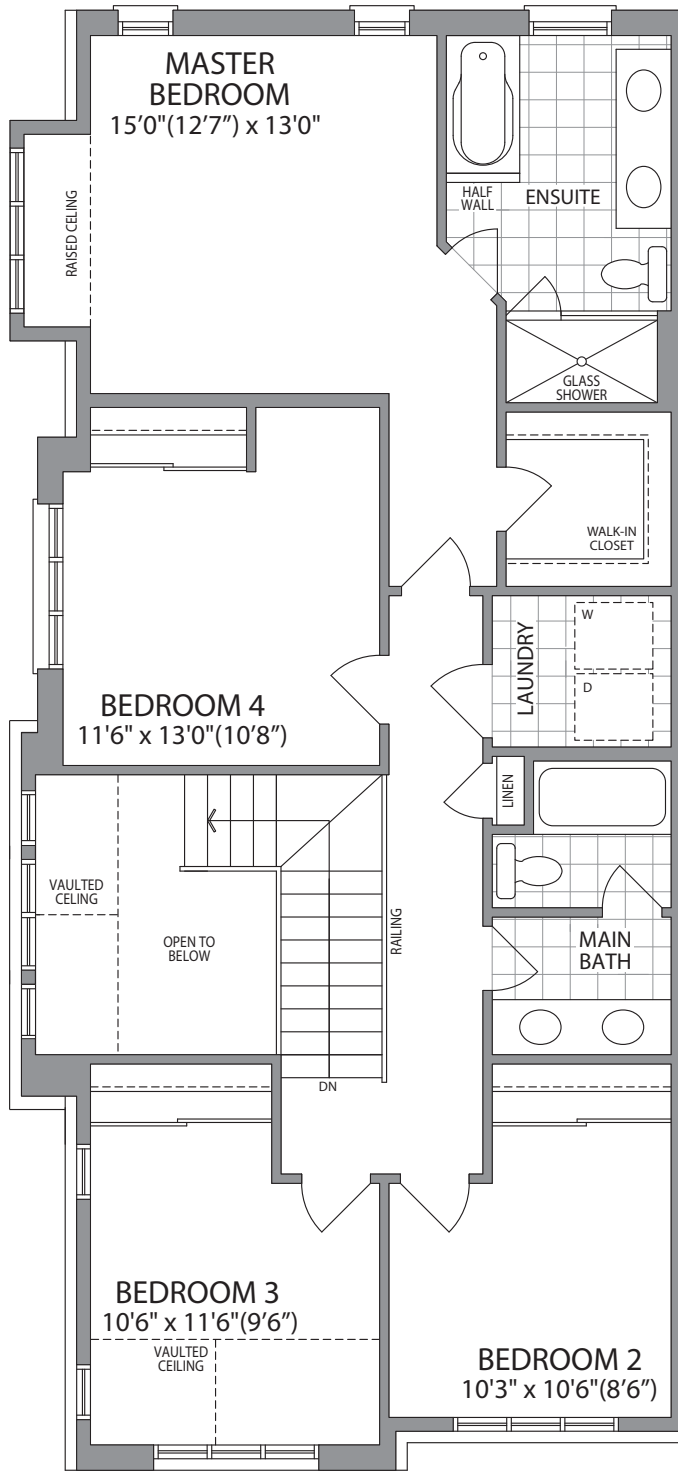 MASTER
BEDROOM
15'0"(12'7") x 13'0"
RAISED CELING
HALF
WALL
ENSUITE
GLASS
SHOWER
WALK-IN
CLOSET
BEDROOM 4
11'6" x 13'0"(10'8")
LAUNDRY
W
D
LINEN
VAULTED
CELING
OPEN TO
BELOW
RAILING
MAIN
BATH
DN
BEDROOM 3
10'6" x 11'6"(9'6")
VAULTED
CEILING
BEDROOM 2
10'3" x 10'6"(8'6")